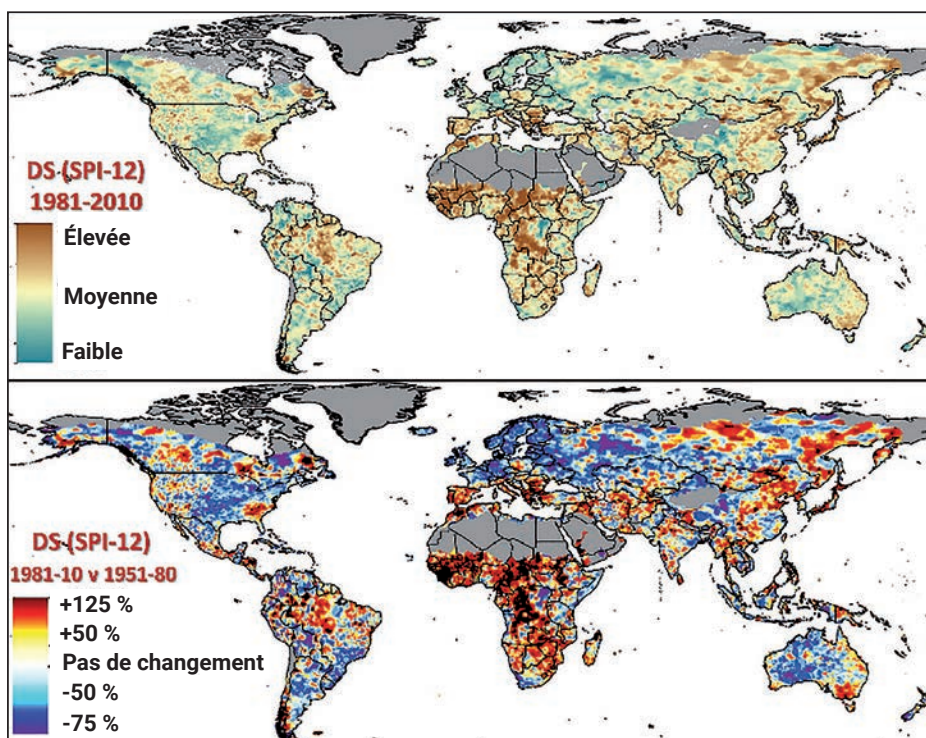 DS (SPI-12)
1981-2010
Élevée
Moyenne
Faible
DS (SPI-12)
1981-10 v 1951-80
+125 %
+50 %
Pas de changement
-50 %
-75 %